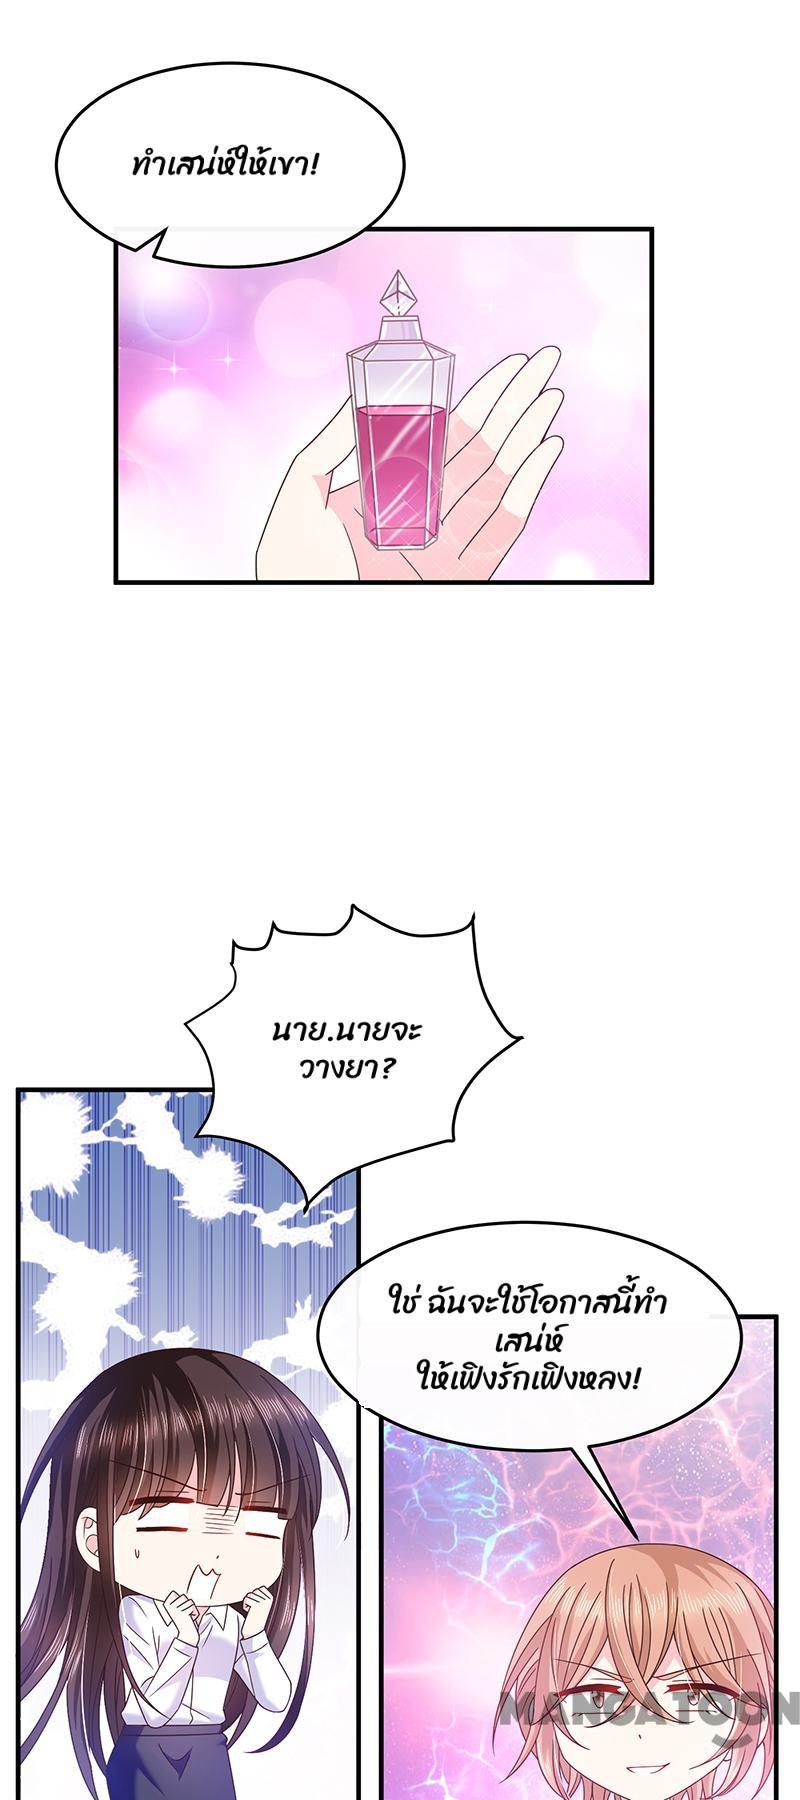 ทำเสน่ห์ให้เขา!
นาย.นายจะ
วางยา?
ใช่ ฉันจะใช้โอกาสนี้ทำ
เสน่ห์
ให้เฟิงรักเฟิงหลง!
MANGATOON